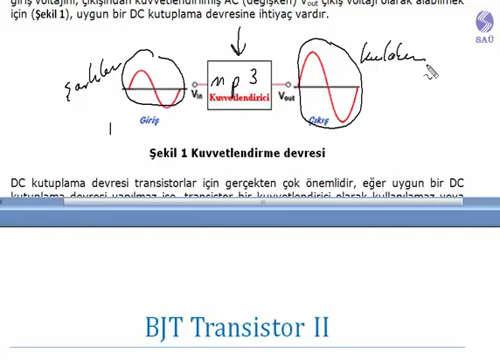 giriş voltajını, çıkışından kuvvetlendirilmiş AC (değişken) Vout çıkış voltajı olarak alabilmek
için (Şekil 1), uygun bir DC kutuplama devresine ihtiyaç vardır.
SAÜ
şarkılar
mp3
Vin
Kuvvetlendirici
Vout
Giriş
Çıkış
Şekil 1 Kuvvetlendirme devresi
DC kutuplama devresi transistorlar için gerçekten çok önemlidir, eğer uygun bir DC
kutuplama devresi yapılmaz ise, transistor bir kuvvetlendirici olarak kullanılamaz veya
BJT Transistor II